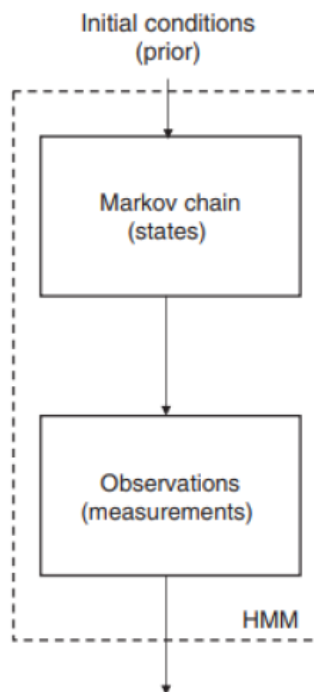 Initial conditions
(prior)
Markov chain
(states)
Observations
(measurements)
HMM